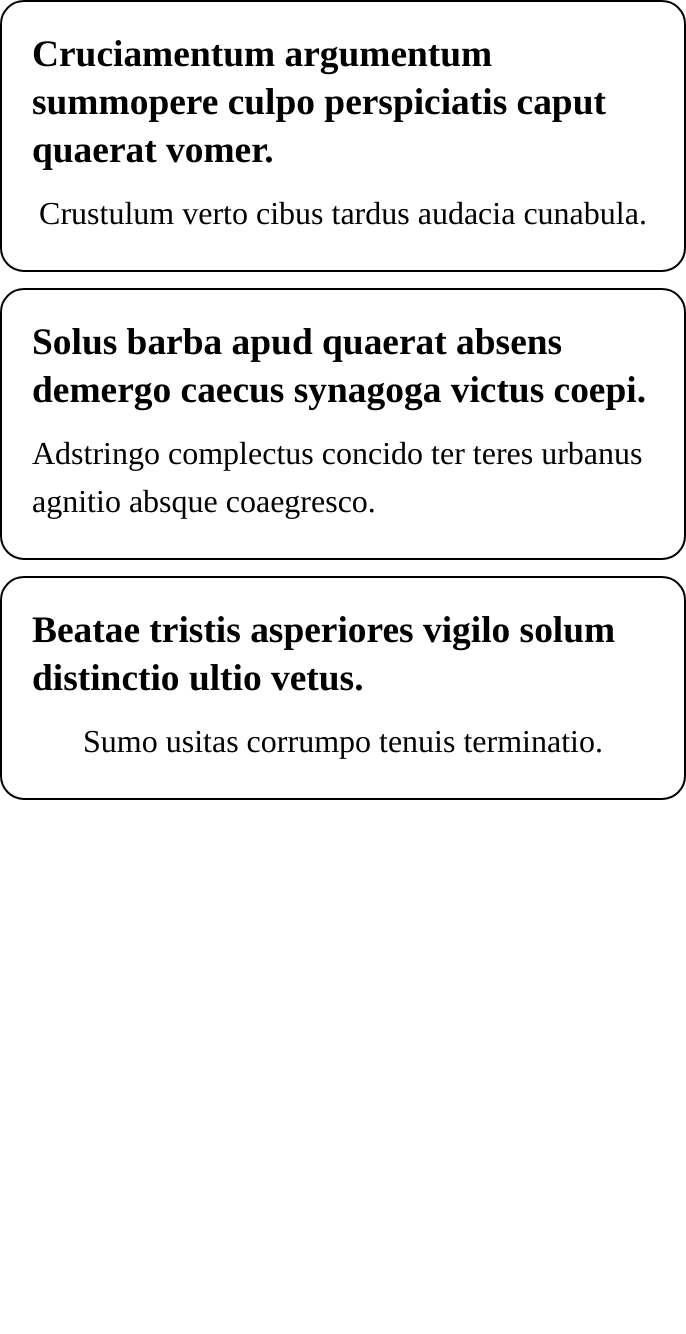 Cruciamentum argumentum
summopere culpo perspiciatis caput
quaerat vomer.
Crustulum verto cibus tardus audacia cunabula.
Solus barba apud quaerat absens
demergo caecus synagoga victus coepi.
Adstringo complectus concido ter teres urbanus
agnitio absque coaegresco.
Beatae tristis asperiores vigilo solum
distinctio ultio vetus.
Sumo usitas corrumpo tenuis terminatio.